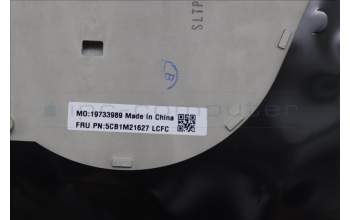 SLTP
B
MO:19733989 Made in China
FRU PN:5CB1M21627 LCFC